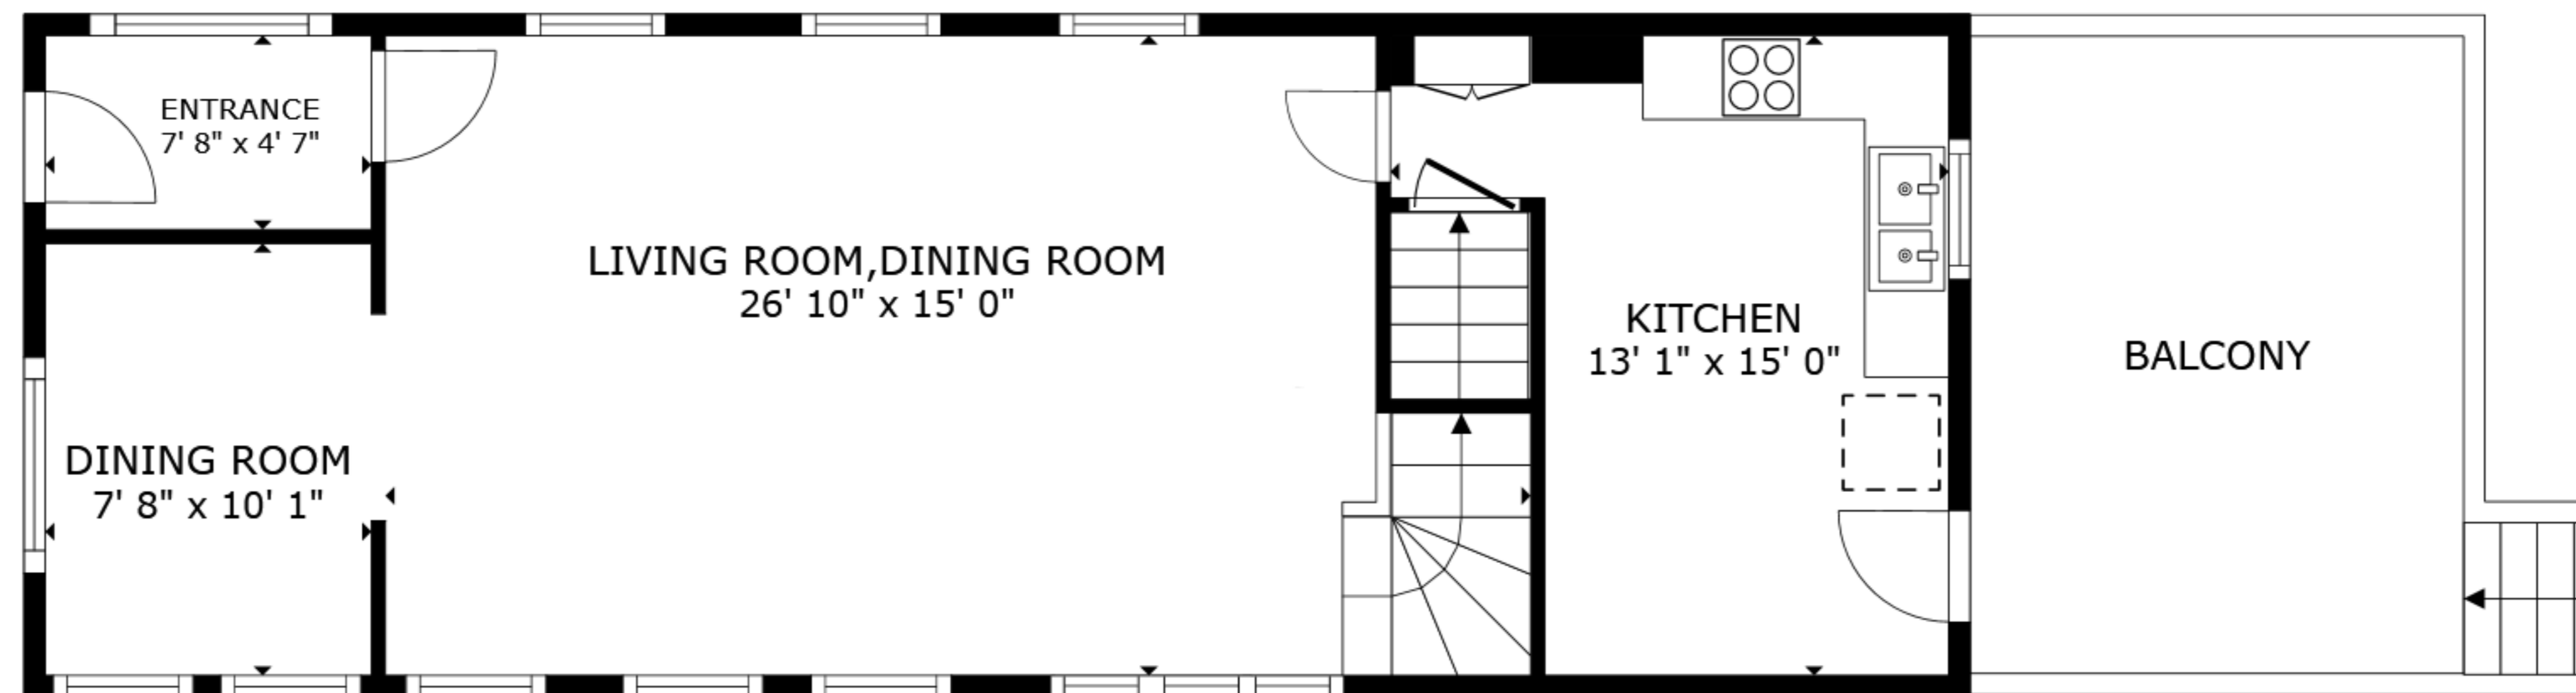 ENTRANCE
7' 8" x 4' 7"
LIVING ROOM,DINING ROOM
26' 10" x 15' 0"
KITCHEN
13' 1" x 15' 0"
BALCONY
DINING ROOM
7' 8" x 10' 1"